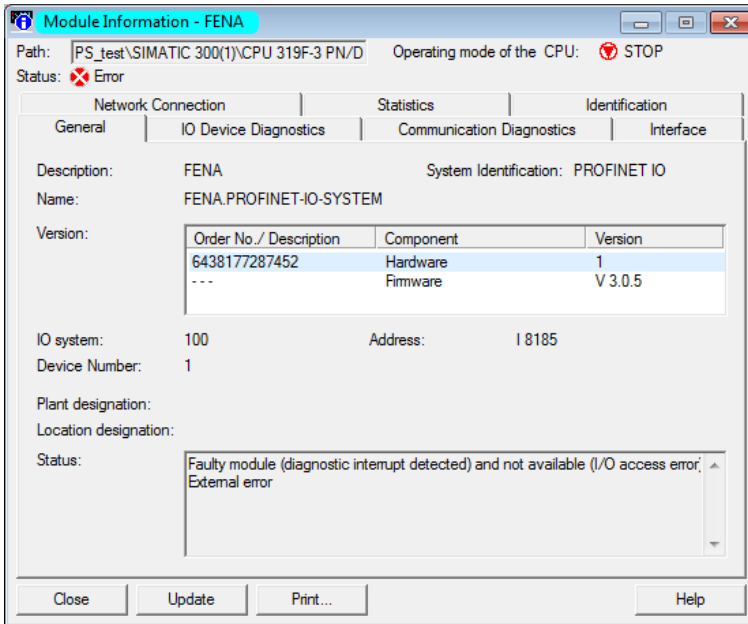 Module Information - FENA
Path: PS_test\SIMATIC 300(1)\CPU 319F-3 PN/D Operating mode of the CPU: STOP
Status: Error
Network Connection Statistics Identification
General IO Device Diagnostics Communication Diagnostics Interface
Description: FENA System Identification: PROFINET IO
Name: FENA.PROFINET-IO-SYSTEM
Version: Order No./ Description Component Version
6438177287452 Hardware 1
- - - Firmware V 3.0.5
IO system: 100 Address: I 8185
Device Number: 1
Plant designation:
Location designation:
Status: Faulty module (diagnostic interrupt detected) and not available (I/O access error)
External error
Close Update Print... Help